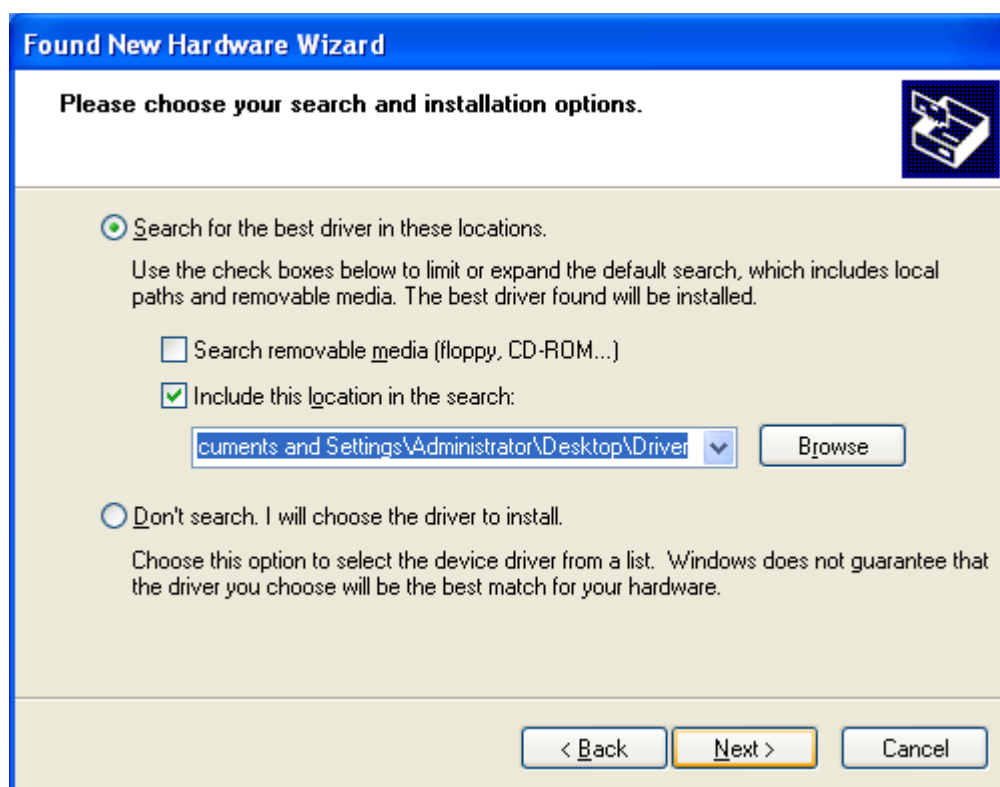 Found New Hardware Wizard
Please choose your search and installation options.
Search for the best driver in these locations.
Use the check boxes below to limit or expand the default search, which includes local
paths and removable media. The best driver found will be installed.
Search removable media (floppy, CD-ROM...)
Include this location in the search:
cuments and Settings\Administrator\Desktop\Driver
Browse
Don't search. I will choose the driver to install.
Choose this option to select the device driver from a list. Windows does not guarantee that
the driver you choose will be the best match for your hardware.
< Back
Next >
Cancel